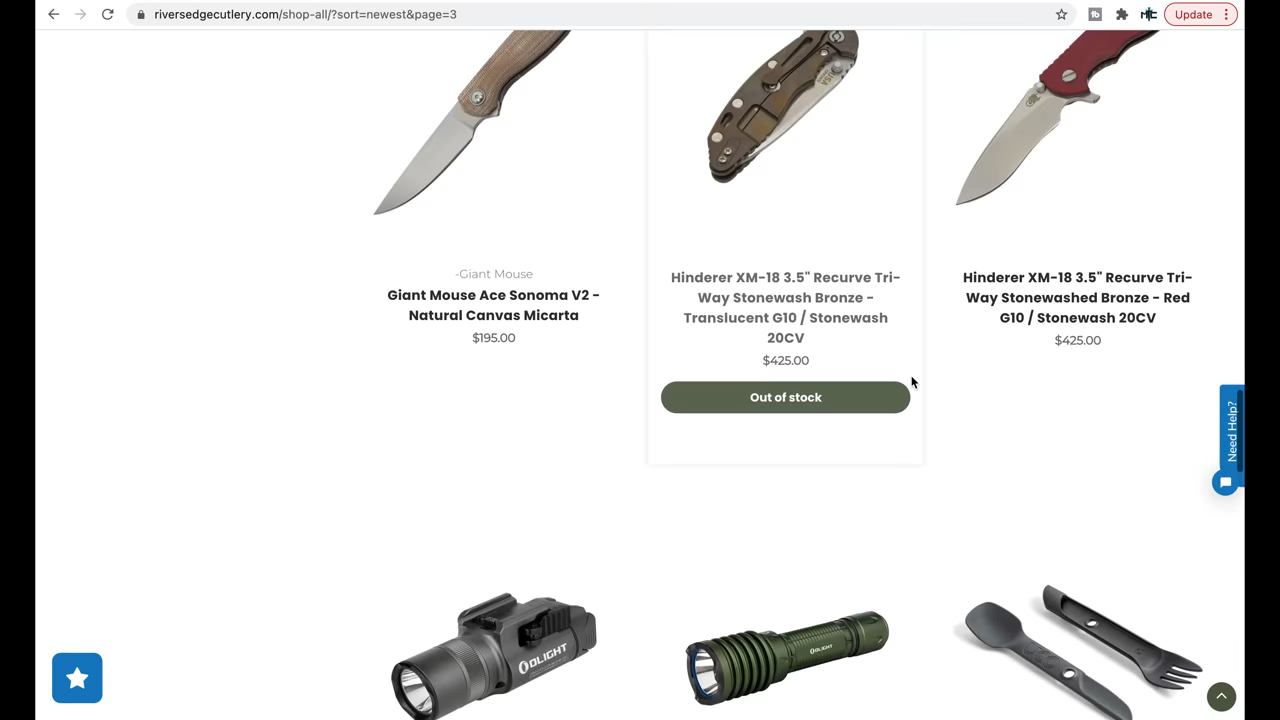 riversedgecutlery.com/shop-all/?sort=newest&page=3
Update
USA
-Giant Mouse
Giant Mouse Ace Sonoma V2 -
Natural Canvas Micarta
$195.00
Hinderer XM-18 3.5" Recurve Tri-
Way Stonewash Bronze -
Translucent G10 / Stonewash
20CV
$425.00
Out of stock
Hinderer XM-18 3.5" Recurve Tri-
Way Stonewashed Bronze - Red
G10 / Stonewash 20CV
$425.00
Need Help?
OLIGHT
OLIGHT